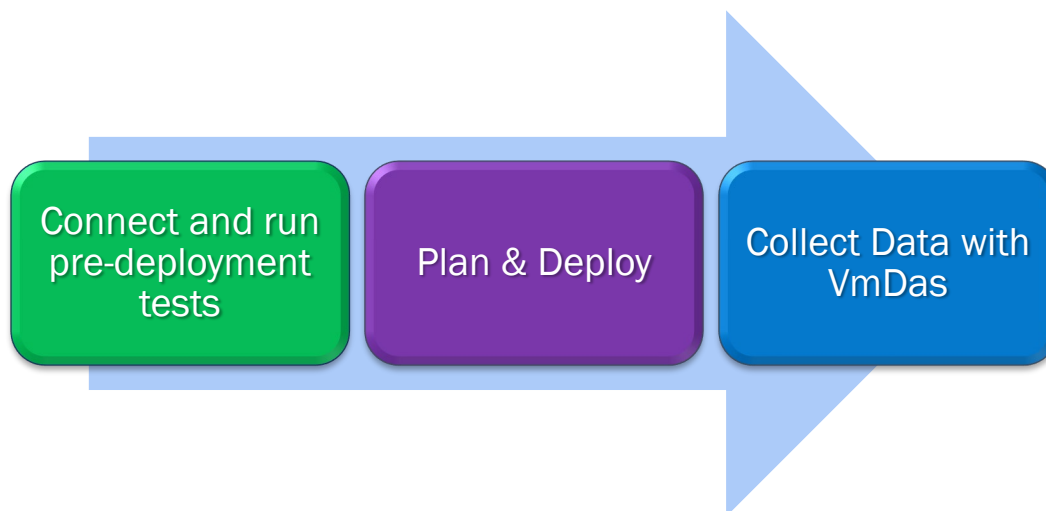 Connect and run
pre-deployment
tests
Plan & Deploy
Collect Data with
VmDas